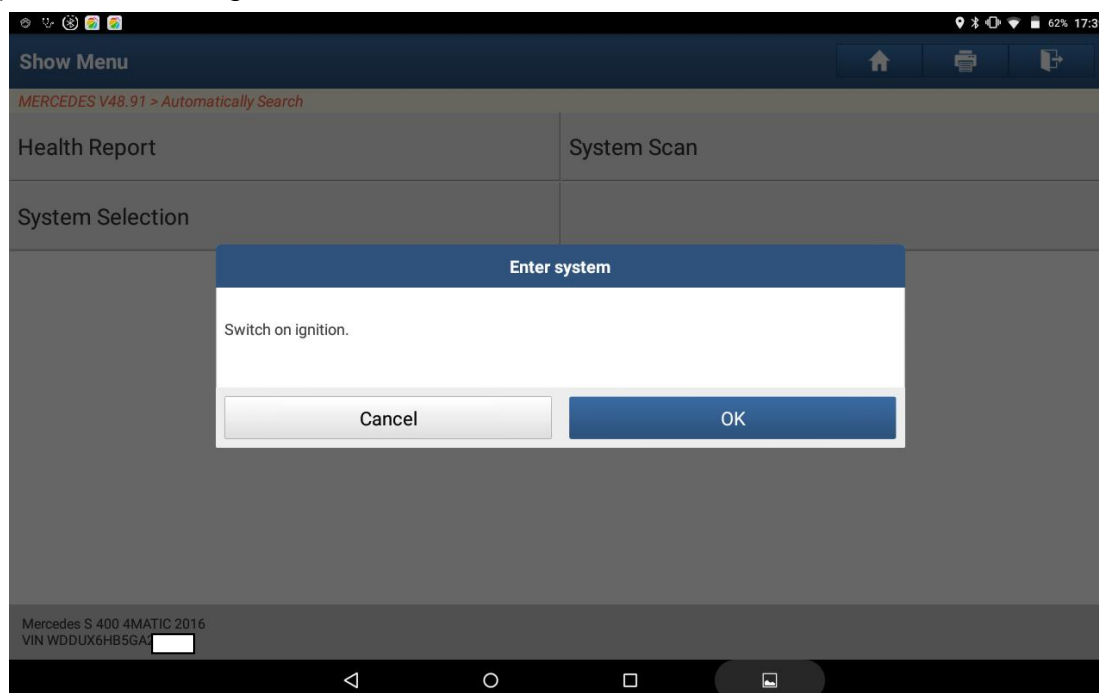 62% 17:3
Show Menu
MERCEDES V48.91 > Automatically Search
Health Report
System Scan
System Selection
Enter system
Switch on ignition.
Cancel
OK
Mercedes S 400 4MATIC 2016
VIN WDDUX6HB5GA2